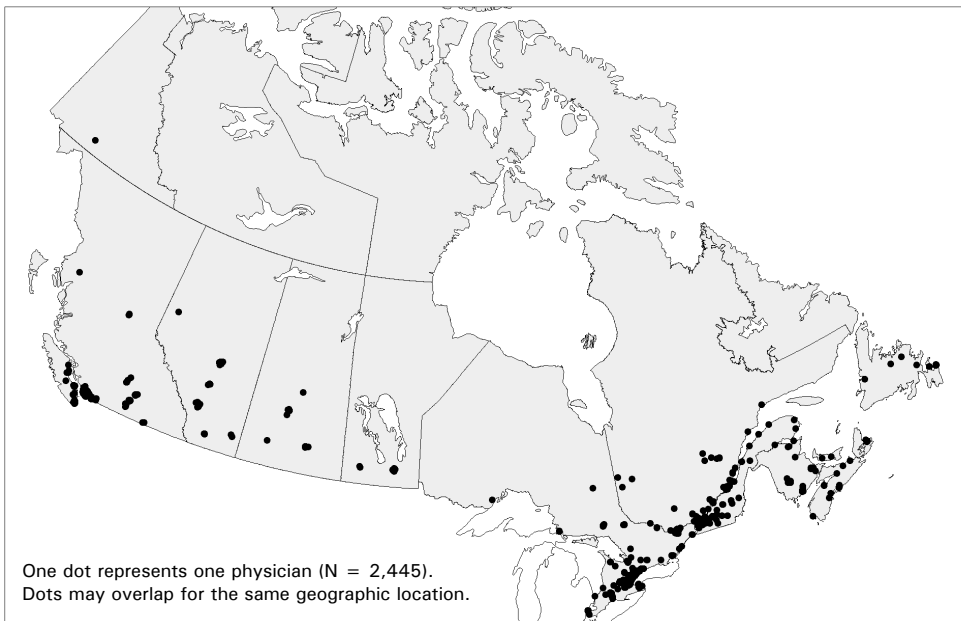 One dot represents one physician (N = 2,445).
Dots may overlap for the same geographic location.